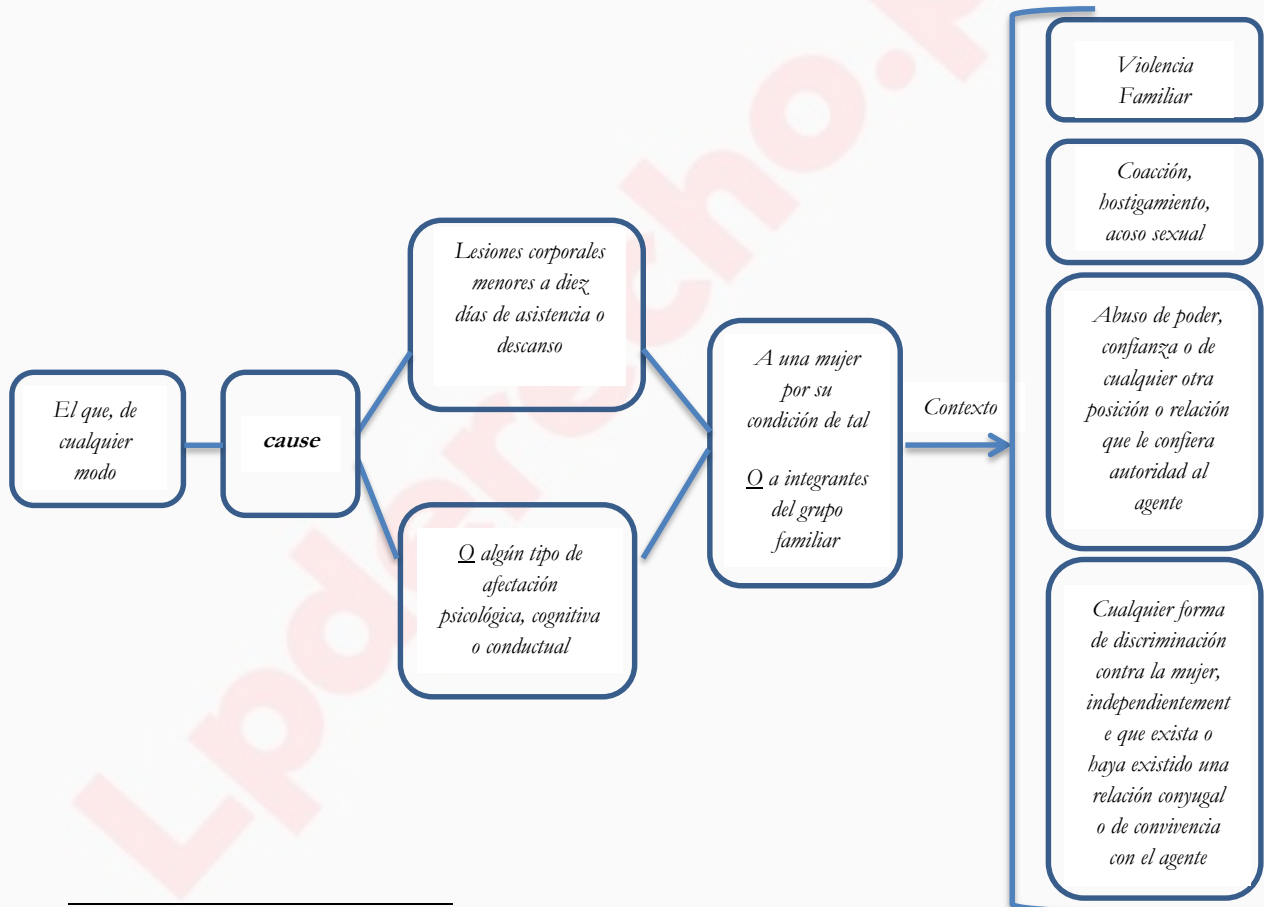 El que, de
cualquier
modo
cause
Lesiones corporales
menores a diez
días de asistencia o
descanso
O algún tipo de
afectación
psicológica, cognitiva
o conductual
A una mujer
por su
condición de tal
O a integrantes
del grupo
familiar
Contexto
Violencia
Familiar
Coacción,
hostigamiento,
acoso sexual
Abuso de poder,
confianza o de
cualquier otra
posición o relación
que le confiera
autoridad al
agente
Cualquier forma
de discriminación
contra la mujer,
independientement
e que exista o
haya existido una
relación conyugal
o de convivencia
con el agente
Lpderecho.p